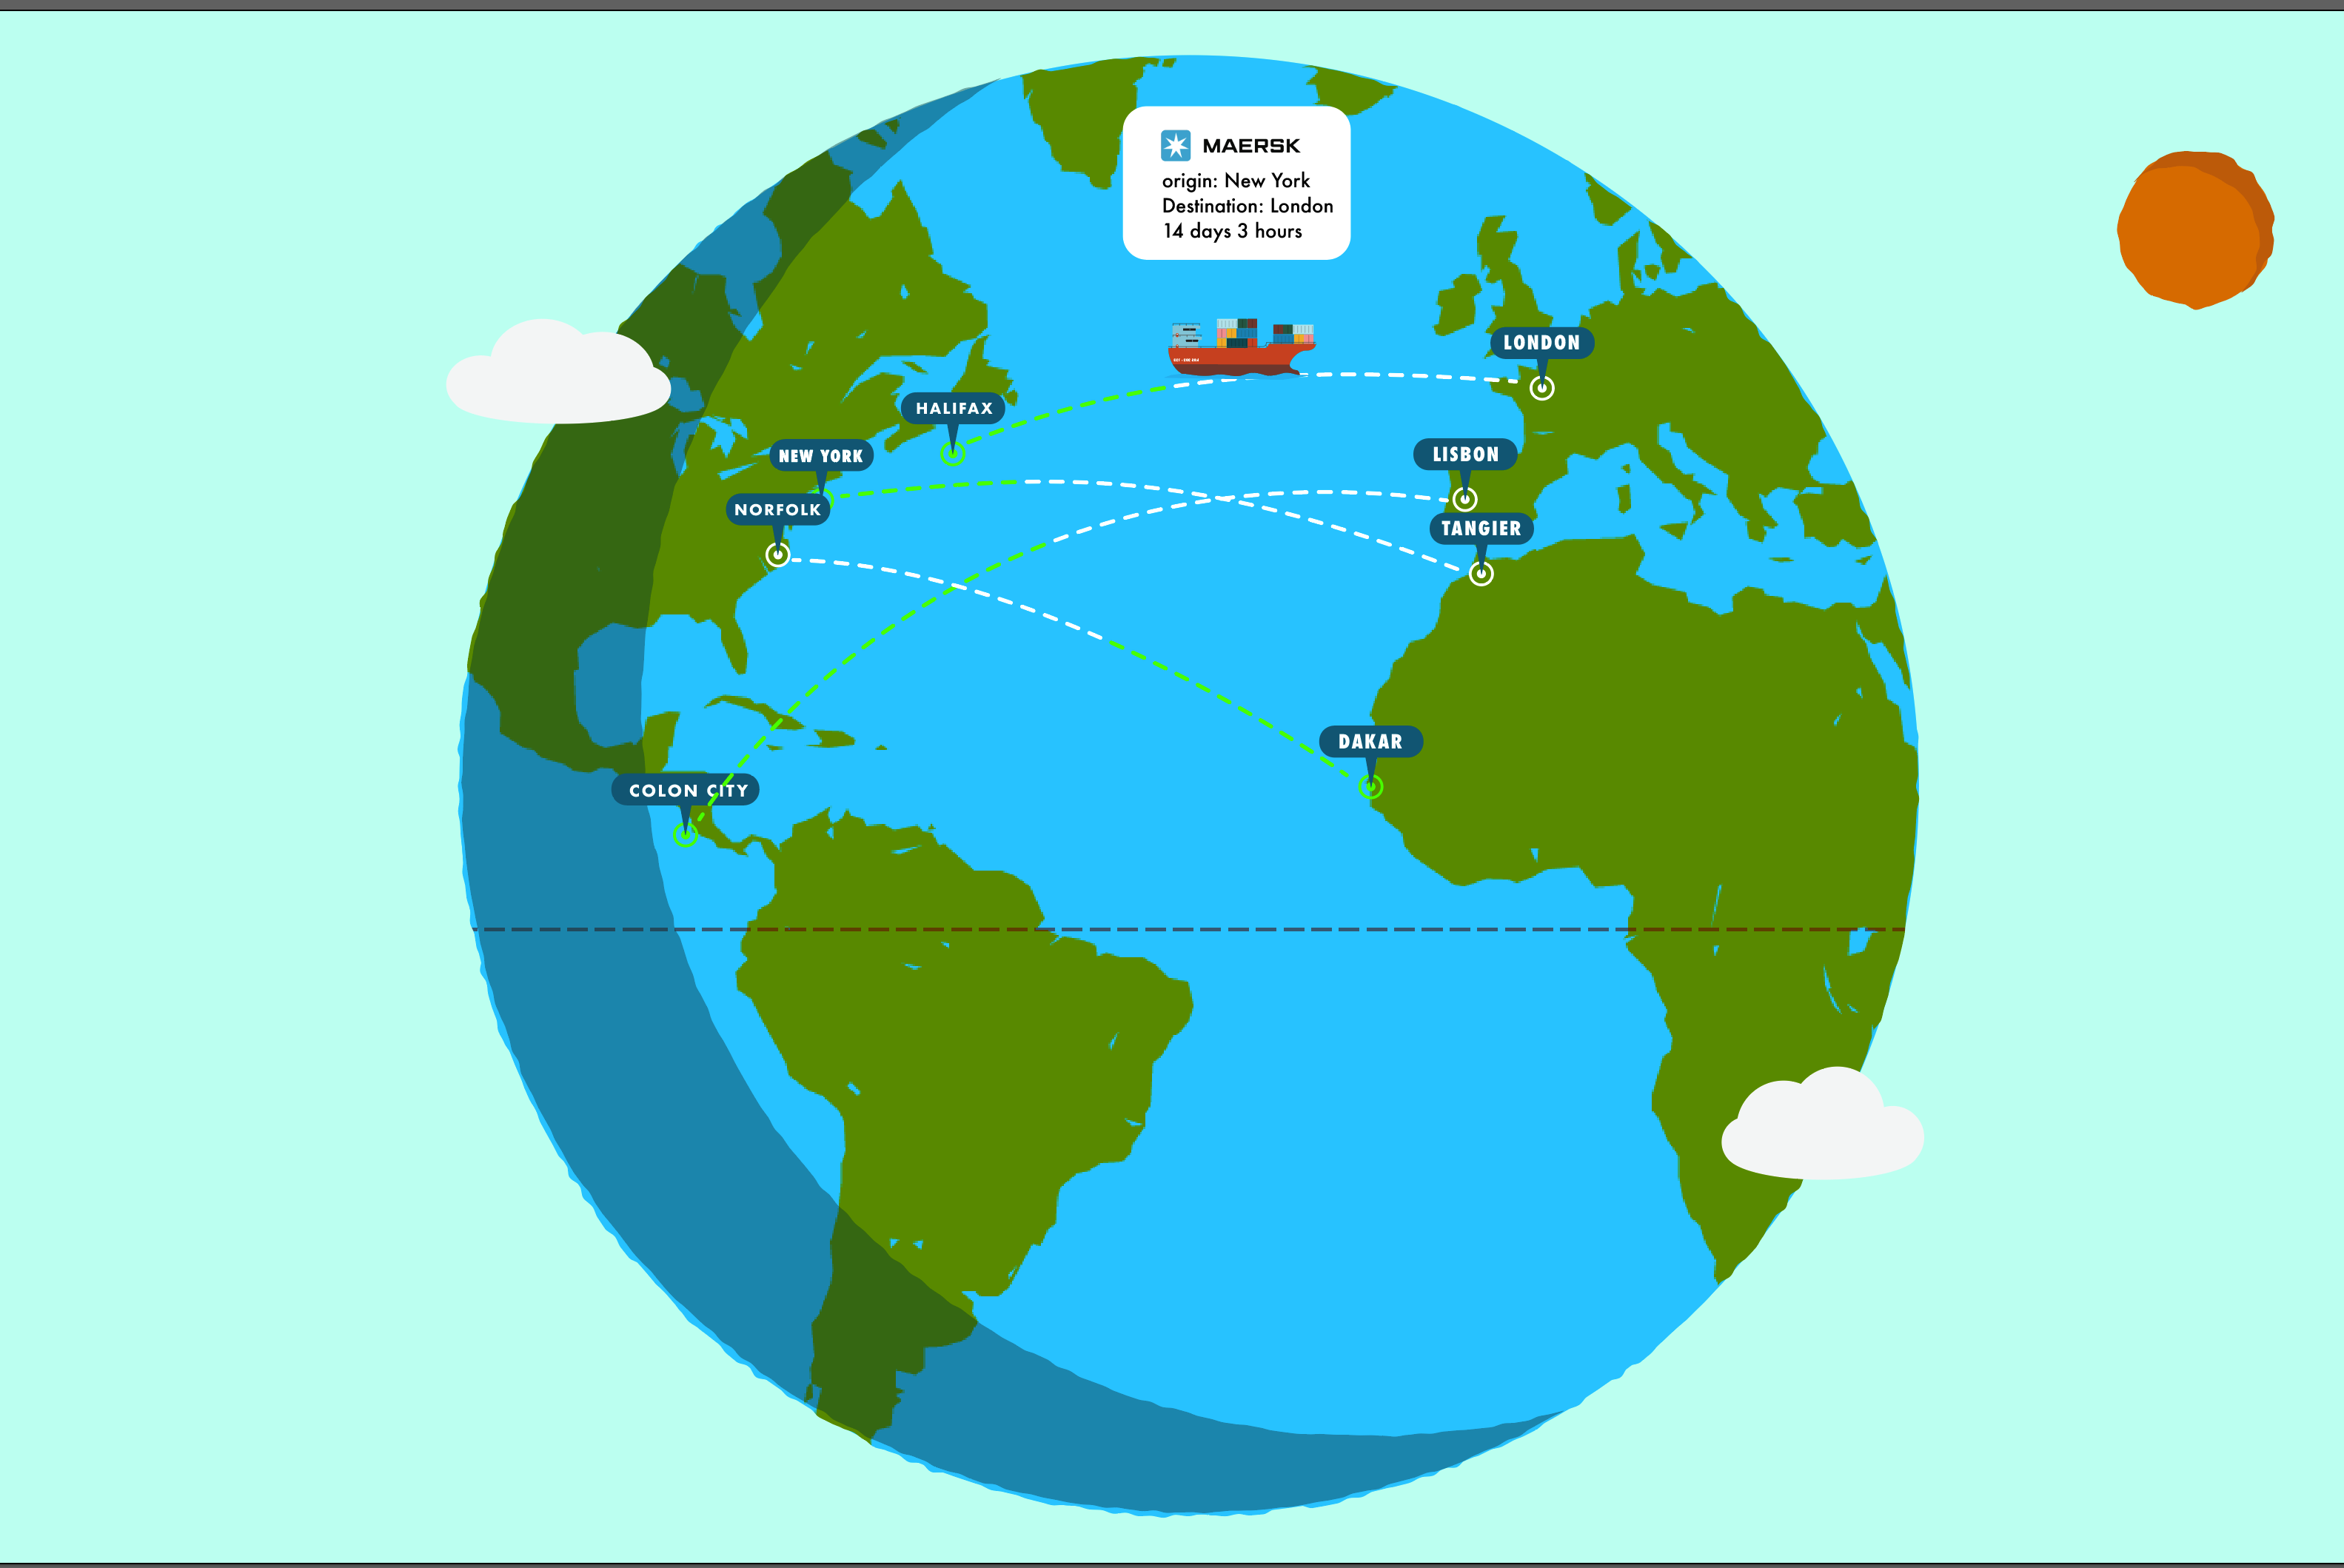 MAERSK
origin: New York
Destination: London
14 days 3 hours
LONDON
HALIFAX
NEW YORK
LISBON
NORFOLK
TANGIER
DAKAR
COLON CITY